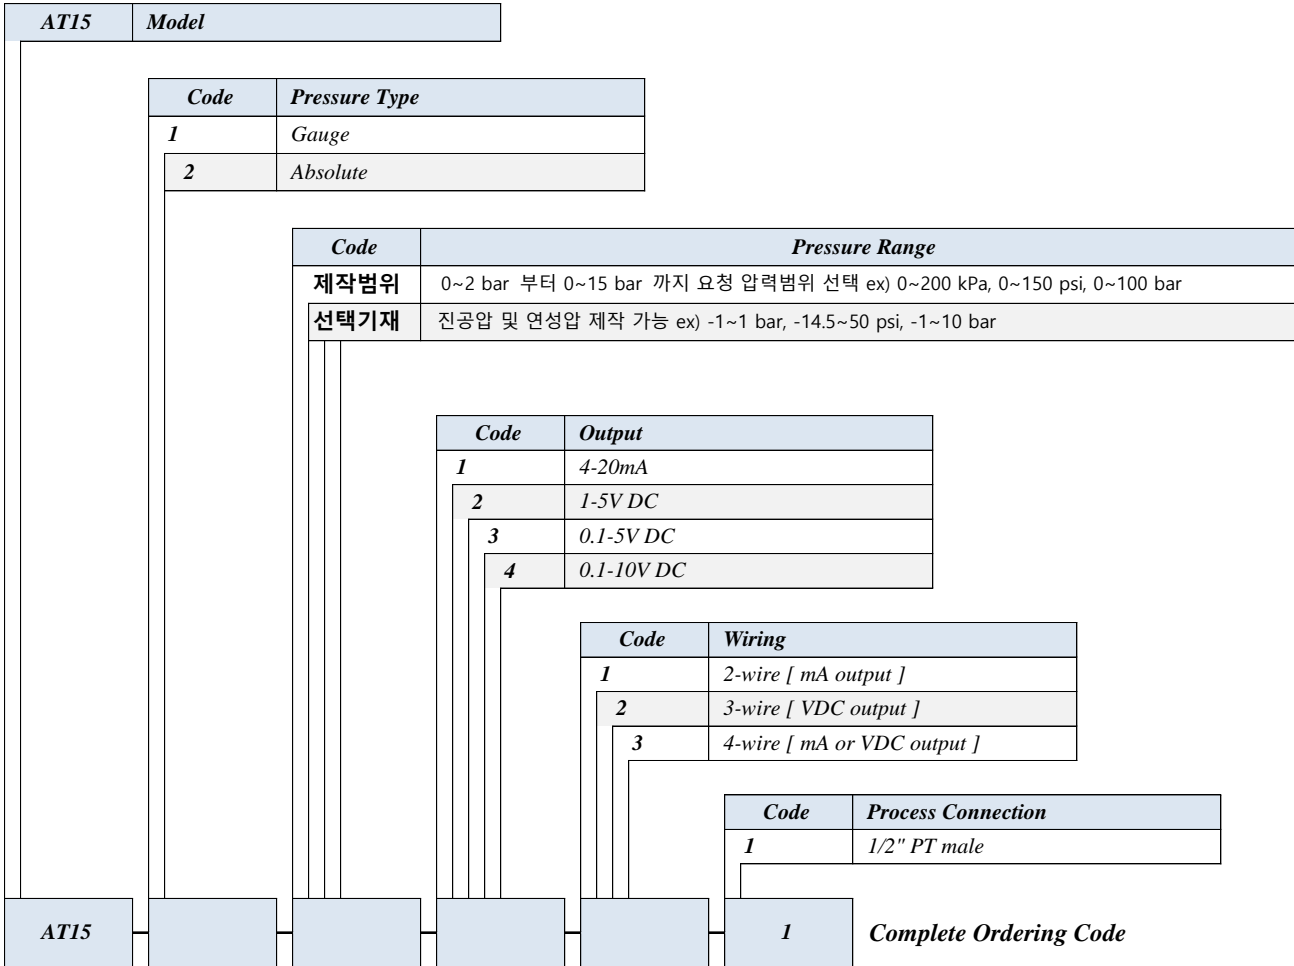 AT15 Model
Code Pressure Type
1 Gauge
2 Absolute
Code Pressure Range
제작범위 0~2 bar 부터 0~15 bar 까지 요청 압력범위 선택 ex) 0~200 kPa, 0~150 psi, 0~100 bar
선택기재 진공압 및 연성압 제작 가능 ex) -1~1 bar, -14.5~50 psi, -1~10 bar
Code Output
1 4-20mA
2 1-5V DC
3 0.1-5V DC
4 0.1-10V DC
Code Wiring
1 2-wire [ mA output ]
2 3-wire [ VDC output ]
3 4-wire [ mA or VDC output ]
Code Process Connection
1 1/2" PT male
AT15 1 Complete Ordering Code